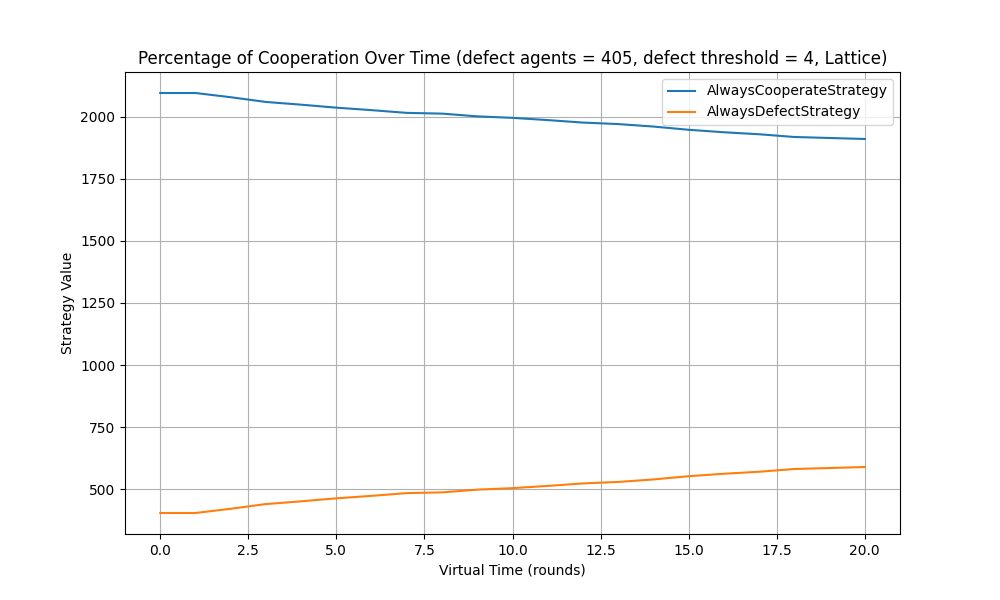 Percentage of Cooperation Over Time (defect agents = 405, defect threshold = 4, Lattice)
AlwaysCooperateStrategy
AlwaysDefectStrategy
2000
1750
1500
1250
1000
750
500
Strategy Value
0.0 2.5 5.0 7.5 10.0 12.5 15.0 17.5 20.0
Virtual Time (rounds)